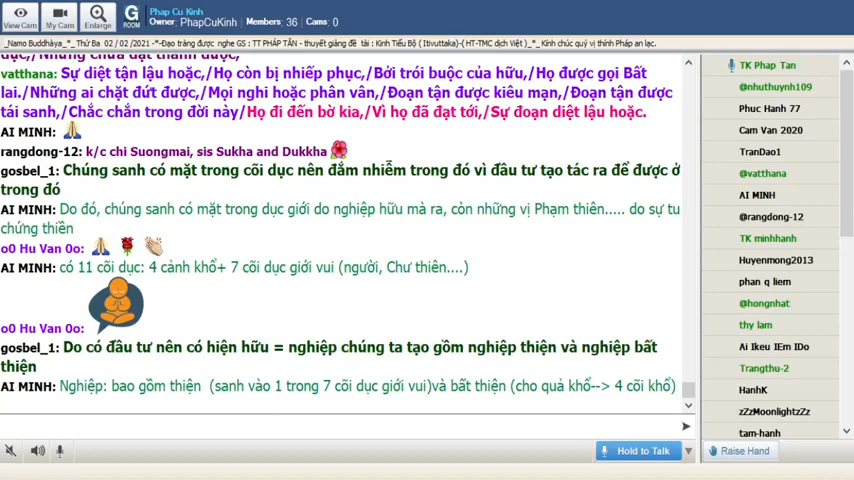 Phap Cu Kinh
Owner: PhapCuKinh Members: 36 Cams: 0
View Cam
My Cam
Enlarge
G
ROOM
_Namo Buddhàya_*_ Thứ Ba 02 / 02 /2021 -*-Đạo tràng được nghe GS : TT PHÁP TÂN - thuyết giảng đề tài : Kinh Tiểu Bộ ( Itvuttaka)-( HT-TMC dịch Việt )_*_ Kính chúc quý vị thính Pháp an lạc.
vatthana: Sự diệt tận lậu hoặc,/Họ còn bị nhiếp phục,/Bởi trói buộc của hữu,/Họ được gọi Bất
lai./Những ai chặt đứt được,/Mọi nghi hoặc phân vân,/Đoạn tận được kiêu mạn,/Đoạn tận được
tái sanh,/Chắc chắn trong đời này/Họ đi đến bờ kia,/Vì họ đã đạt tới,/Sự đoạn diệt lậu hoặc.
AI MINH:
rangdong-12: k/c chi Suongmai, sis Sukha and Dukkha
gosbel_1: Chúng sanh có mặt trong cõi dục nên đắm nhiễm trong đó vì đầu tư tạo tác ra để được ở
trong đó
AI MINH: Do đó, chúng sanh có mặt trong dục giới do nghiệp hữu mà ra, còn những vị Phạm thiên..... do sự tu
chứng thiền
o0 Hu Van 0o:
AI MINH: có 11 cõi dục: 4 cảnh khổ+ 7 cõi dục giới vui (người, Chư thiên....)
o0 Hu Van 0o:
gosbel_1: Do có đầu tư nên có hiện hữu = nghiệp chúng ta tạo gồm nghiệp thiện và nghiệp bất
thiện
AI MINH: Nghiệp: bao gồm thiện (sanh vào 1 trong 7 cõi dục giới vui)và bất thiện (cho quả khổ--> 4 cõi khổ)
TK Phap Tan
@nhuthuynh109
Phuc Hanh 77
Cam Van 2020
TranDao1
@vatthana
AI MINH
@rangdong-12
TK minhhanh
Huyenmong2013
phan q liem
@hongnhat
thy lam
Ai Ikeu IEm IDo
Trangthu-2
HanhK
zZzMoonlightzZz
tam-hanh
Hold to Talk
Raise Hand